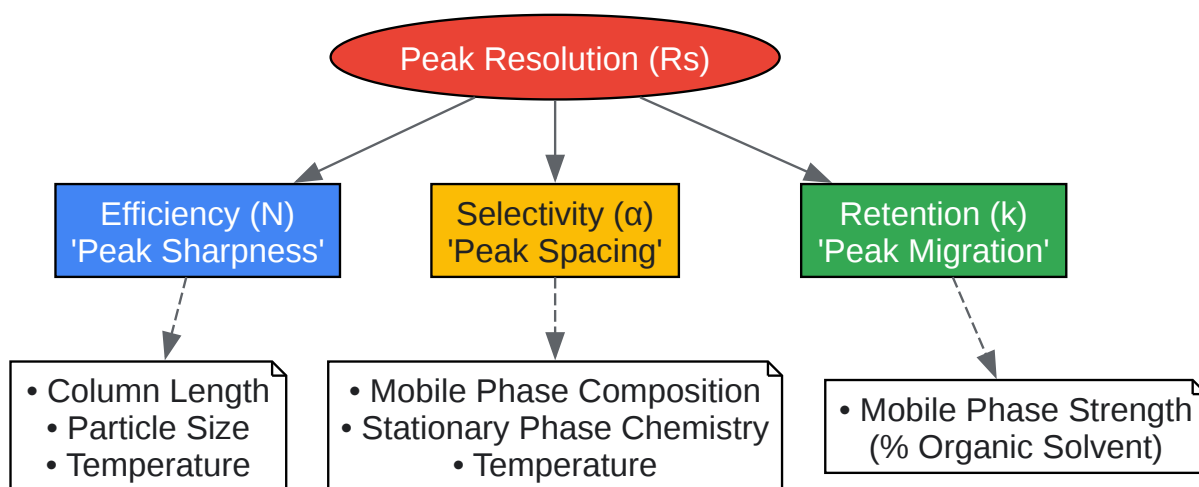 Peak Resolution (Rs)
Efficiency (N)
'Peak Sharpness'
Selectivity (α)
'Peak Spacing'
Retention (k)
'Peak Migration'
• Column Length
• Particle Size
• Temperature
• Mobile Phase Composition
• Stationary Phase Chemistry
• Temperature
• Mobile Phase Strength
(% Organic Solvent)